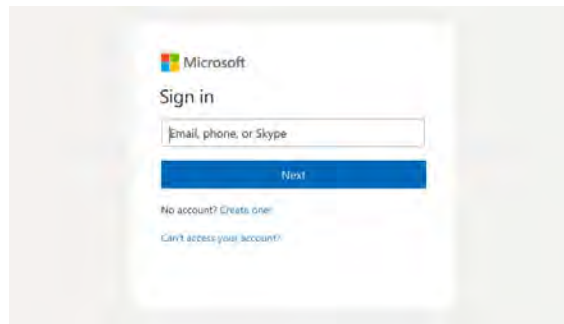 Microsoft
Sign in
Email, phone, or Skype
Next
No account? Create one!
Can't access your account?